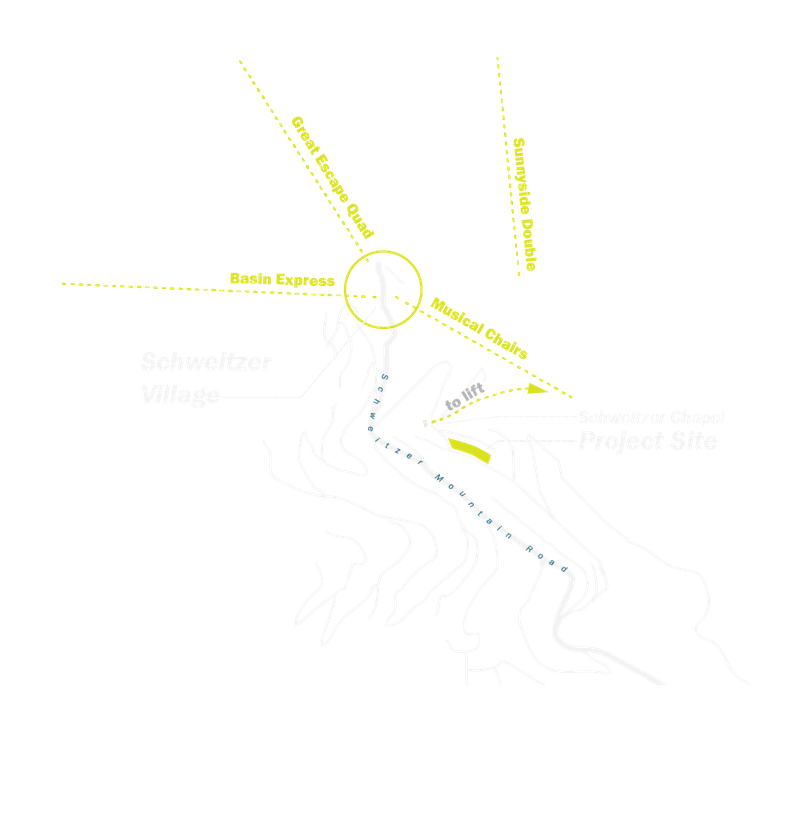 Great Escape Quad
Sunnyside Double
Basin Express
Musical Chairs
Schweitzer
Village
to lift
Schweitzer Chapel
Project Site
Schweitzer Mountain Road